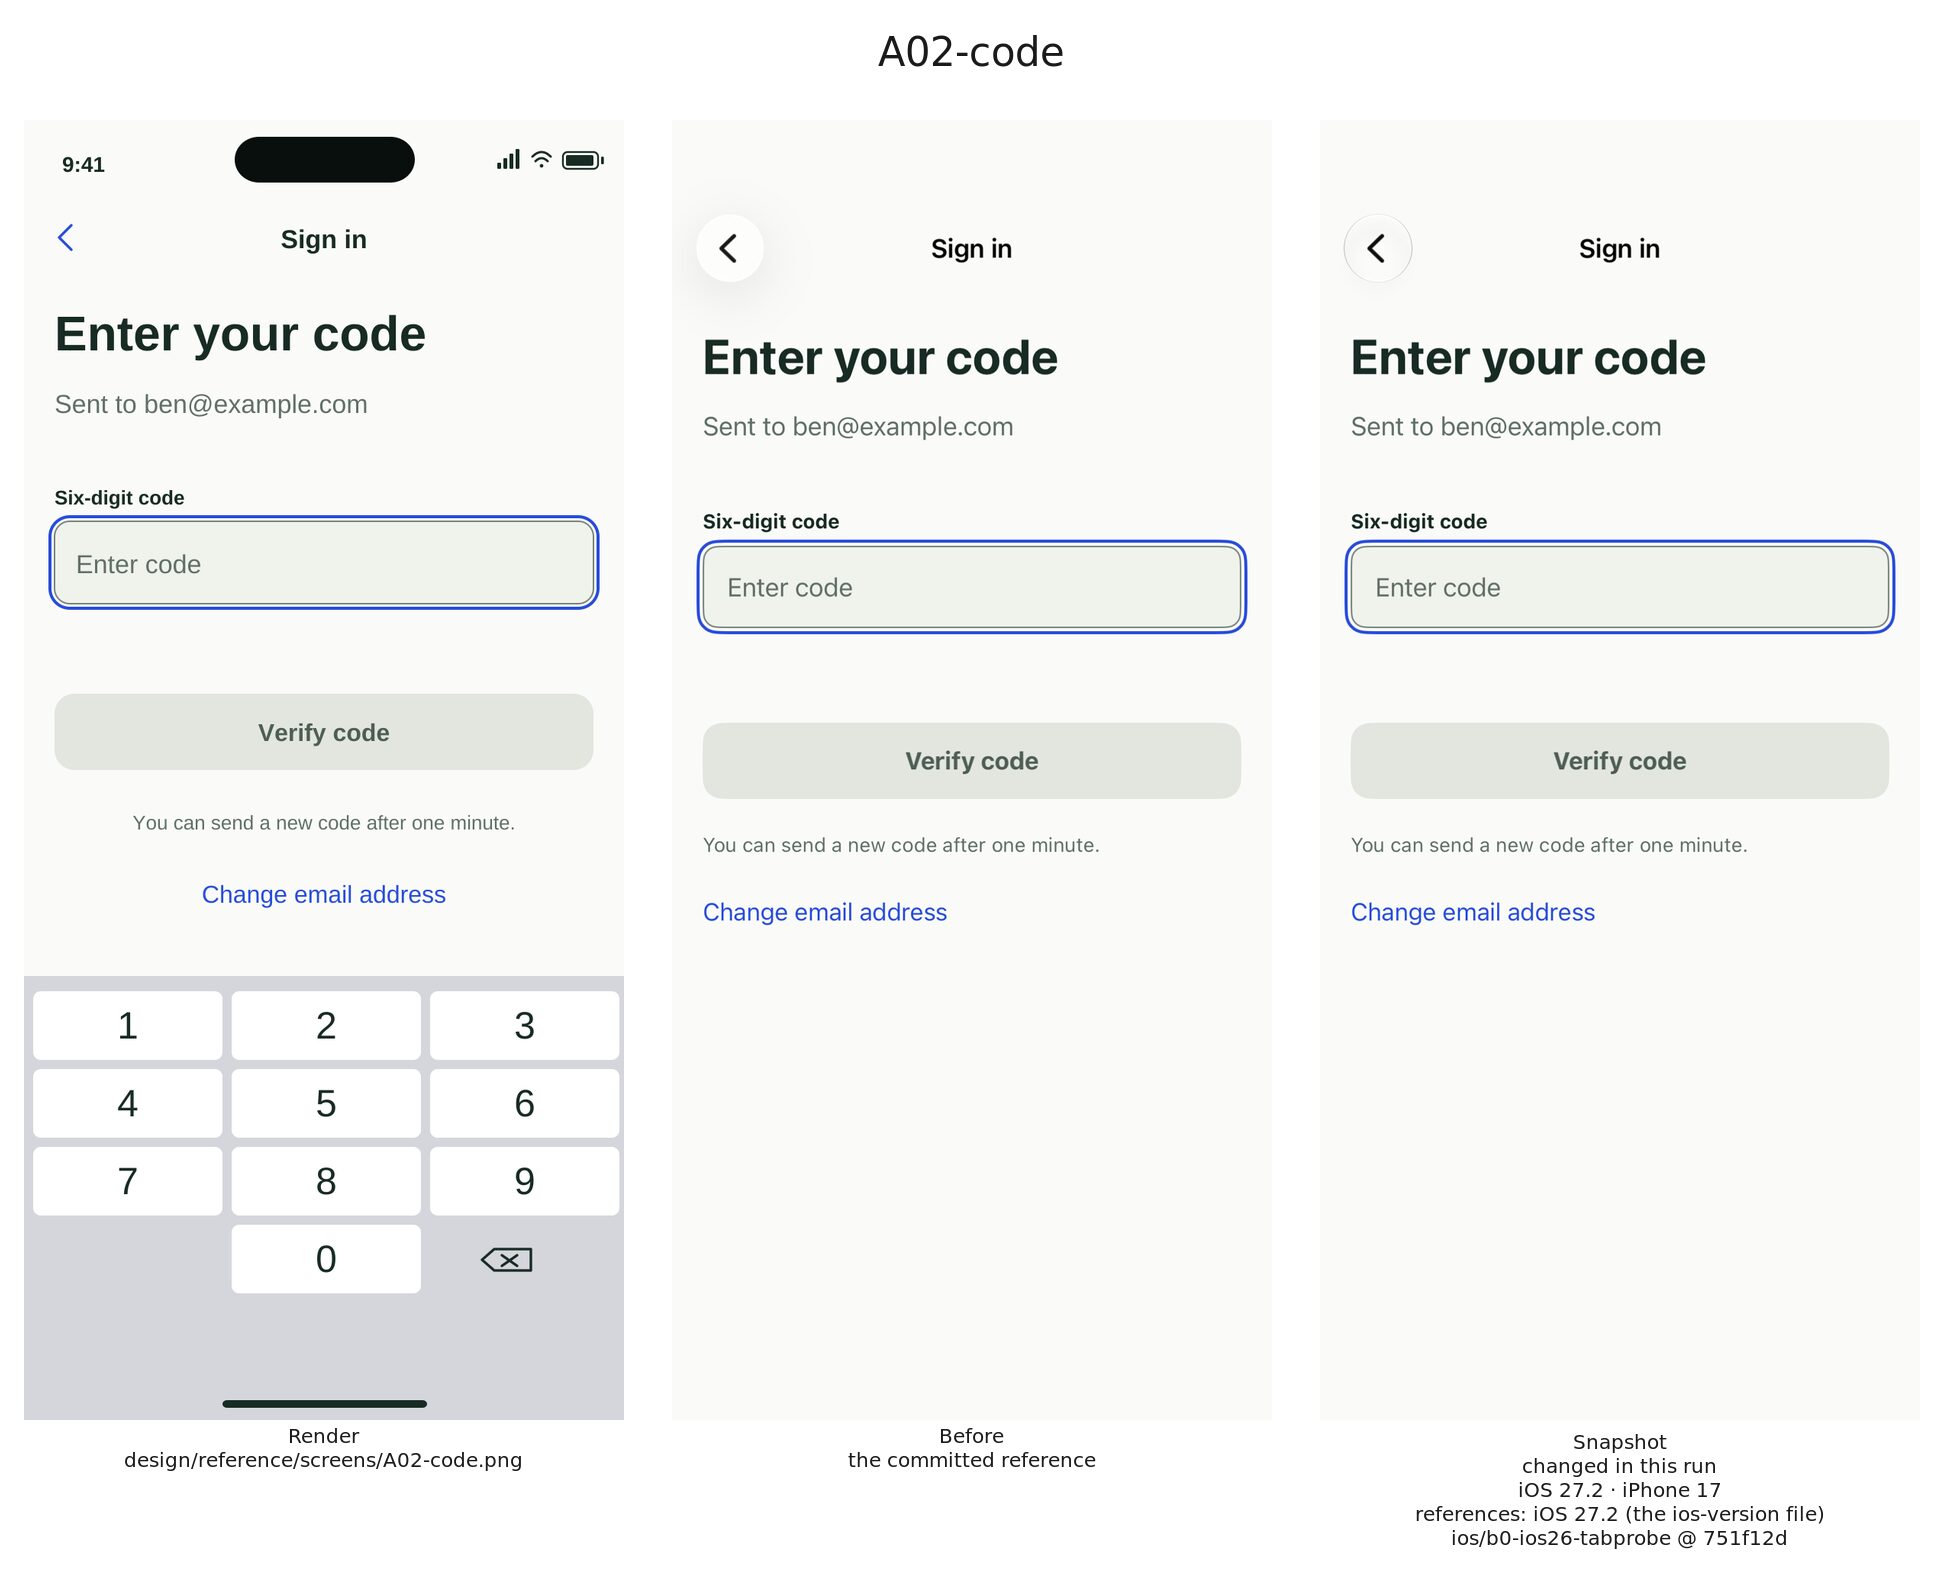 A02-code
9:41
Sign in
Enter your code
Sent to ben@example.com
Six-digit code
Enter code
Verify code
You can send a new code after one minute.
Change email address
1 2 3
4 5 6
7 8 9
0
Render
design/reference/screens/A02-code.png
Sign in
Enter your code
Sent to ben@example.com
Six-digit code
Enter code
Verify code
You can send a new code after one minute.
Change email address
Before
the committed reference
Sign in
Enter your code
Sent to ben@example.com
Six-digit code
Enter code
Verify code
You can send a new code after one minute.
Change email address
Snapshot
changed in this run
iOS 27.2 · iPhone 17
references: iOS 27.2 (the ios-version file)
ios/b0-ios26-tabprobe @ 751f12d